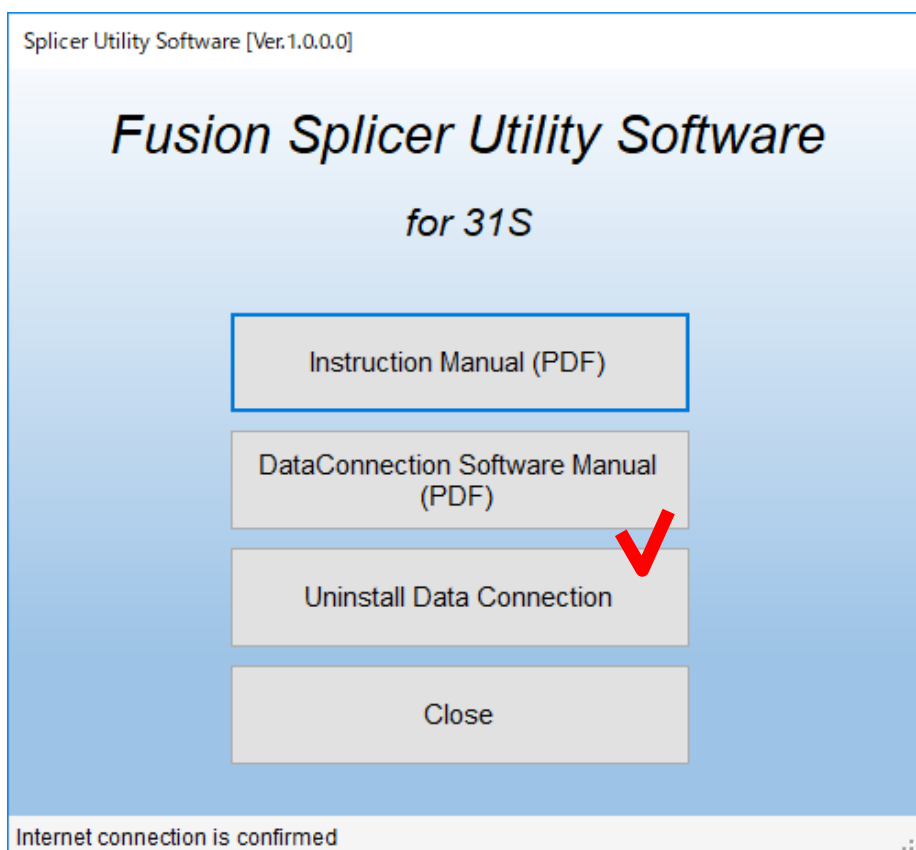 Splicer Utility Software [Ver.1.0.0.0]
Fusion Splicer Utility Software
for 31S
Instruction Manual (PDF)
DataConnection Software Manual
(PDF)
Uninstall Data Connection
Close
Internet connection is confirmed